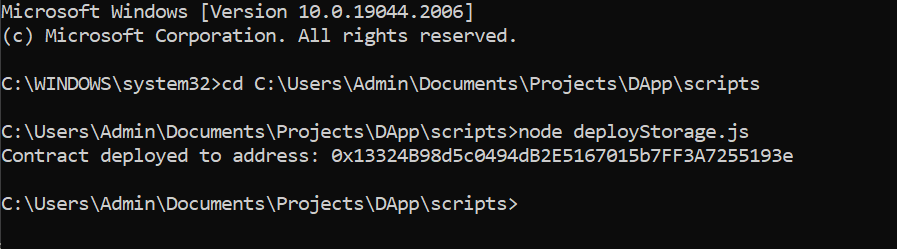 Microsoft Windows [Version 10.0.19044.2006]
(c) Microsoft Corporation. All rights reserved.
C:\WINDOWS\system32>cd C:\Users\Admin\Documents\Projects\DApp\scripts
C:\Users\Admin\Documents\Projects\DApp\scripts>node deployStorage.js
Contract deployed to address: 0x13324B98d5c0494dB2E5167015b7FF3A7255193e
C:\Users\Admin\Documents\Projects\DApp\scripts>